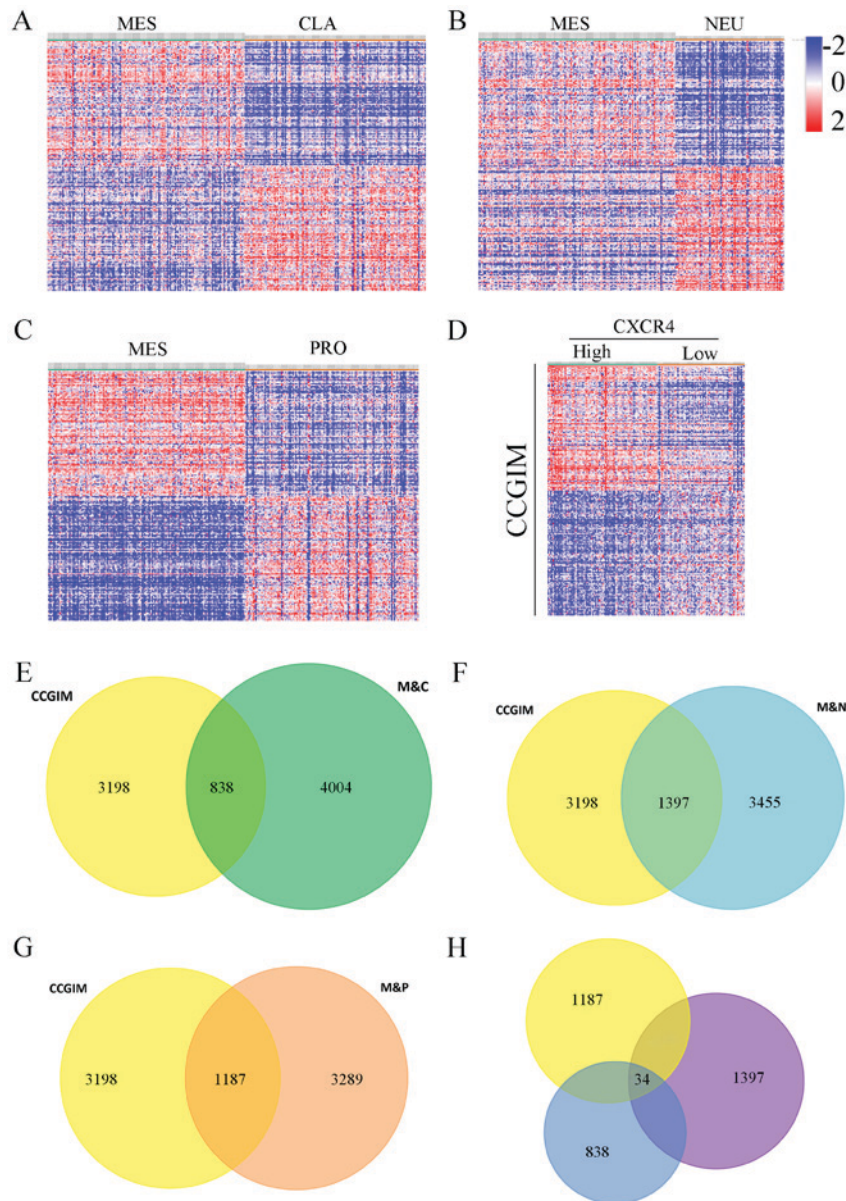 A
MES CLA
B
MES NEU
-2
0
2
C
MES PRO
D
CXCR4
High Low
CCGIM
E
CCGIM
M&C
3198 838 4004
F
CCGIM
M&N
3198 1397 3455
G
CCGIM
M&P
3198 1187 3289
H
1187
34
1397
838